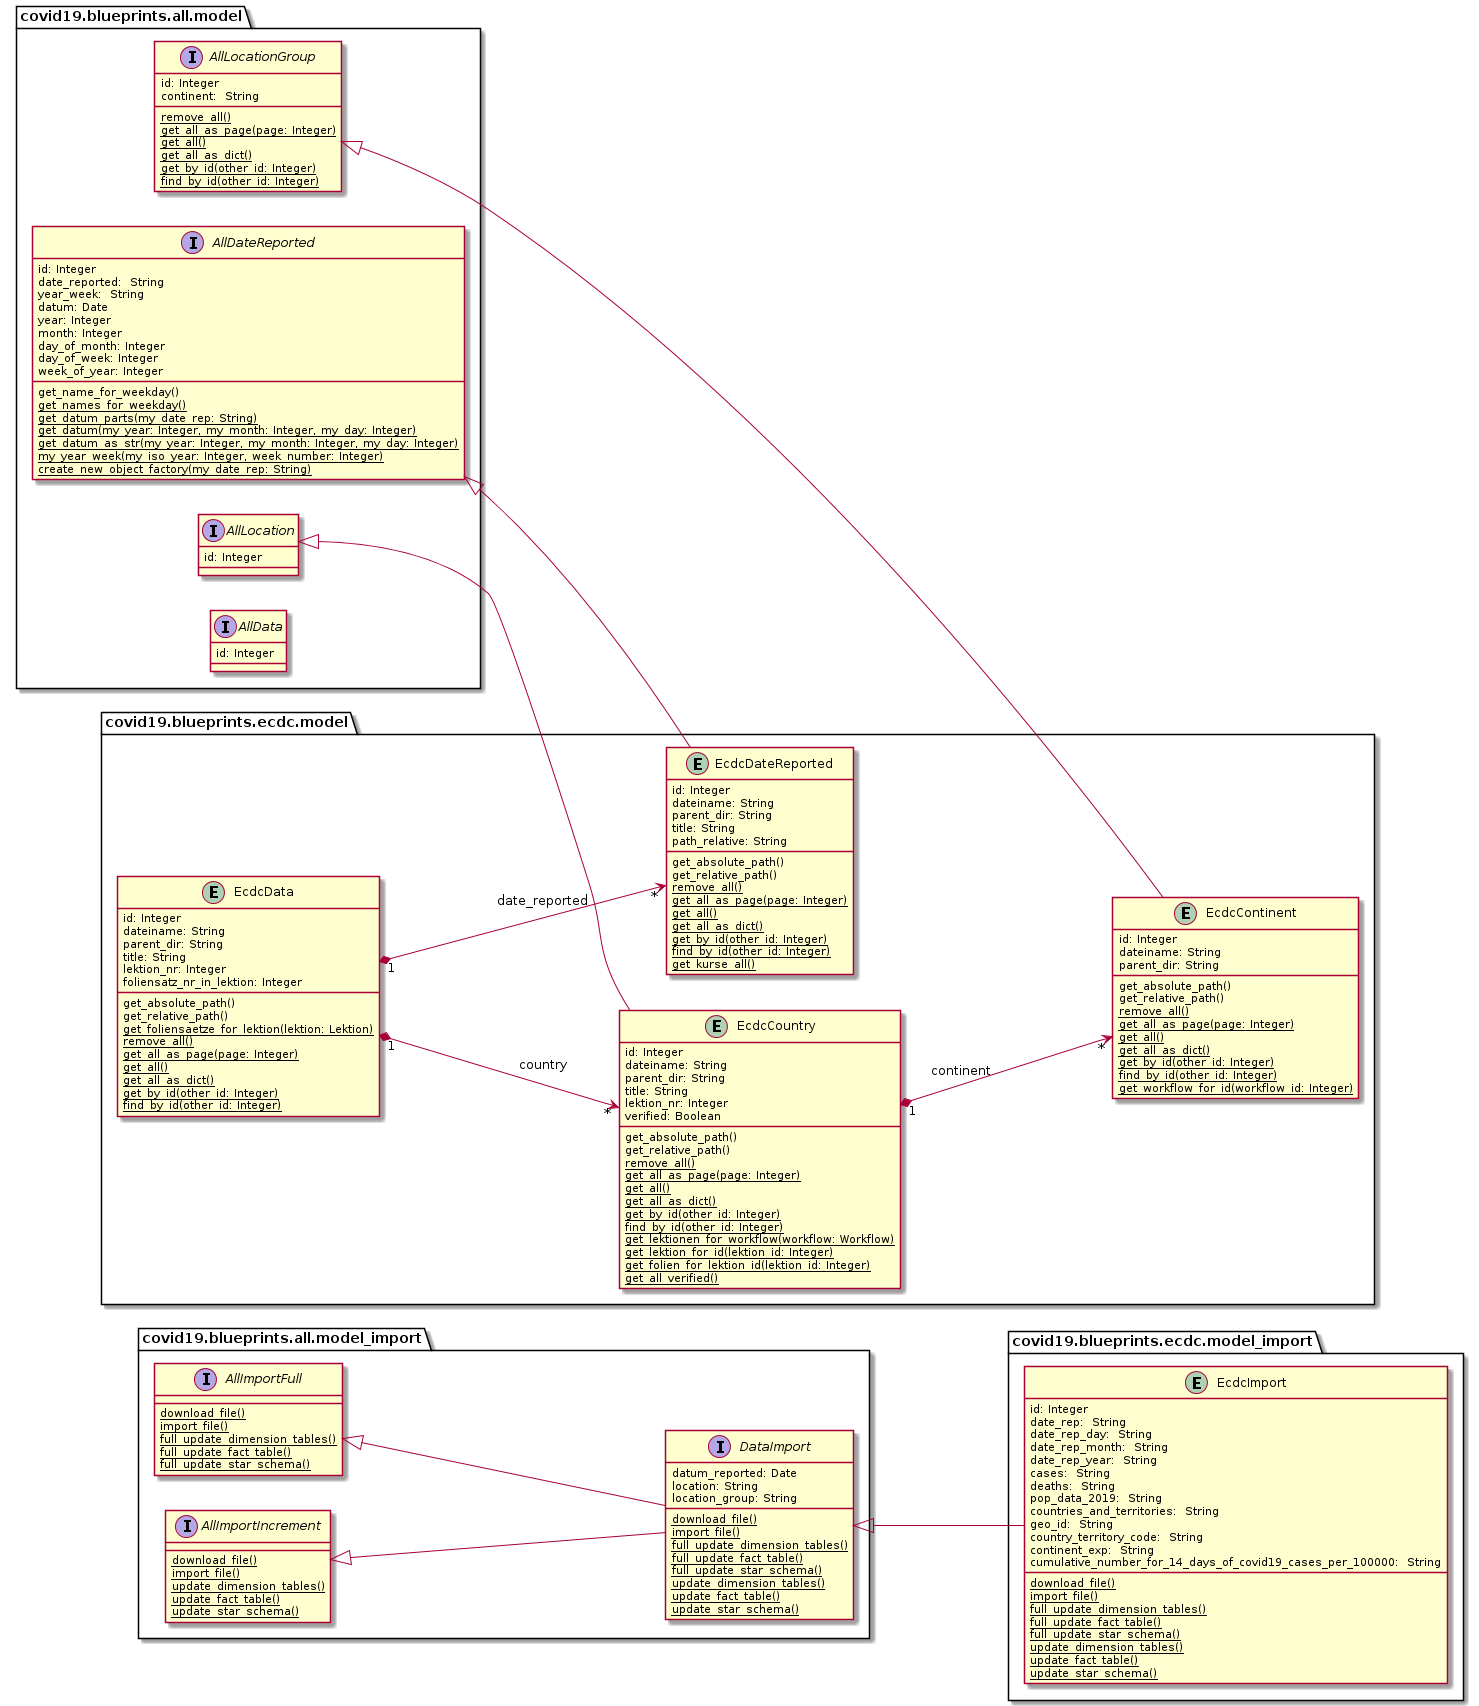 covid19.blueprints.all.model
I AllLocationGroup
id: Integer
continent: String
remove_all()
get_all_as_page(page: Integer)
get_all()
get_all_as_dict()
get_by_id(other_id: Integer)
find_by_id(other_id: Integer)
I AllDateReported
id: Integer
date_reported: String
year_week: String
datum: Date
year: Integer
month: Integer
day_of_month: Integer
day_of_week: Integer
week_of_year: Integer
get_name_for_weekday()
get_names_for_weekday()
get_datum_parts(my_date_rep: String)
get_datum(my_year: Integer, my_month: Integer, my_day: Integer)
get_datum_as_str(my_year: Integer, my_month: Integer, my_day: Integer)
my_year_week(my_iso_year: Integer, week_number: Integer)
create_new_object_factory(my_date_rep: String)
I AllLocation
id: Integer
I AllData
id: Integer
covid19.blueprints.ecdc.model
E EcdcDateReported
id: Integer
dateiname: String
parent_dir: String
title: String
path_relative: String
get_absolute_path()
get_relative_path()
remove_all()
get_all_as_page(page: Integer)
get_all()
get_all_as_dict()
get_by_id(other_id: Integer)
find_by_id(other_id: Integer)
get_kurse_all()
E EcdcData
id: Integer
dateiname: String
parent_dir: String
title: String
lektion_nr: Integer
foliensatz_nr_in_lektion: Integer
get_absolute_path()
get_relative_path()
get_foliensaetze_for_lektion(lektion: Lektion)
remove_all()
get_all_as_page(page: Integer)
get_all()
get_all_as_dict()
get_by_id(other_id: Integer)
find_by_id(other_id: Integer)
date_reported
*
1
1
country
*
E EcdcContinent
id: Integer
dateiname: String
parent_dir: String
get_absolute_path()
get_relative_path()
remove_all()
get_all_as_page(page: Integer)
get_all()
get_all_as_dict()
get_by_id(other_id: Integer)
find_by_id(other_id: Integer)
get_workflow_for_id(workflow_id: Integer)
E EcdcCountry
id: Integer
dateiname: String
parent_dir: String
title: String
lektion_nr: Integer
verified: Boolean
get_absolute_path()
get_relative_path()
remove_all()
get_all_as_page(page: Integer)
get_all()
get_all_as_dict()
get_by_id(other_id: Integer)
find_by_id(other_id: Integer)
get_lektionen_for_workflow(workflow: Workflow)
get_lektion_for_id(lektion_id: Integer)
get_folien_for_lektion_id(lektion_id: Integer)
get_all_verified()
continent
*
1
covid19.blueprints.all.model_import
I AllImportFull
download_file()
import_file()
full_update_dimension_tables()
full_update_fact_table()
full_update_star_schema()
I AllImportIncrement
download_file()
import_file()
update_dimension_tables()
update_fact_table()
update_star_schema()
I DataImport
datum_reported: Date
location: String
location_group: String
download_file()
import_file()
full_update_dimension_tables()
full_update_fact_table()
full_update_star_schema()
update_dimension_tables()
update_fact_table()
update_star_schema()
covid19.blueprints.ecdc.model_import
E EcdcImport
id: Integer
date_rep: String
date_rep_day: String
date_rep_month: String
date_rep_year: String
cases: String
deaths: String
pop_data_2019: String
countries_and_territories: String
geo_id: String
country_territory_code: String
continent_exp: String
cumulative_number_for_14_days_of_covid19_cases_per_100000: String
download_file()
import_file()
full_update_dimension_tables()
full_update_fact_table()
full_update_star_schema()
update_dimension_tables()
update_fact_table()
update_star_schema()